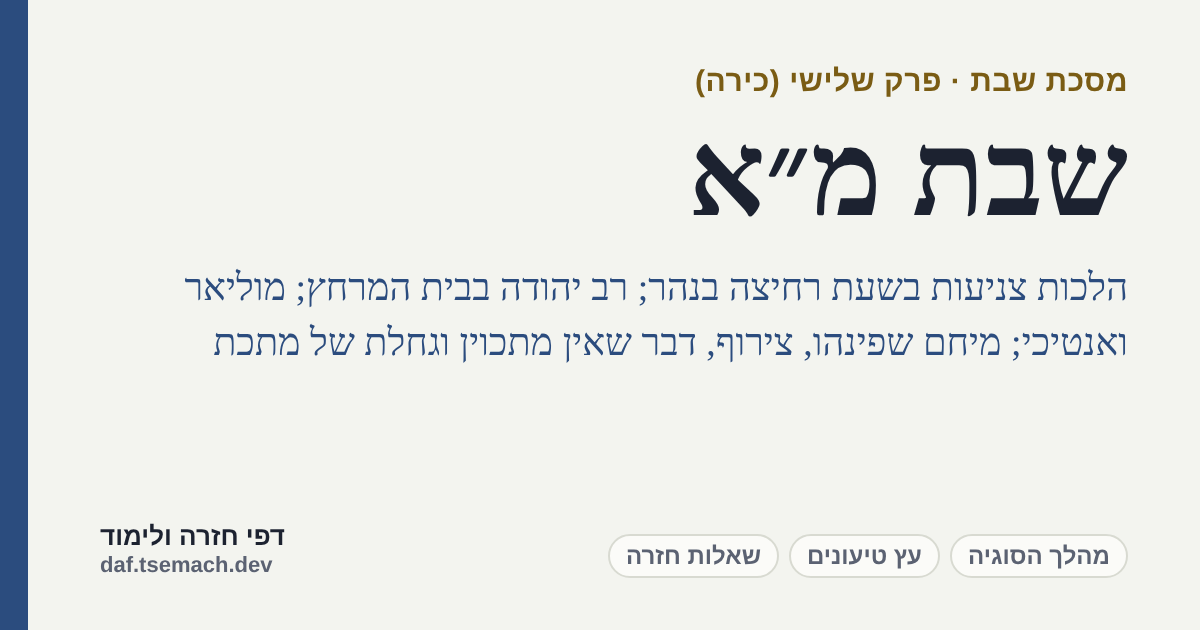 מסכת שבת · פרק שלישי (כירה)
שבת מ״א
הלכות צניעות בשעת רחיצה בנהר; רב יהודה בבית המרחץ; מוליאר
ואנטיכי; מיחם שפינהו, צירוף, דבר שאין מתכוין וגחלת של מתכת
מהלך הסוגיה
עץ טיעונים
שאלות חזרה
דפי חזרה ולימוד
daf.tsemach.dev